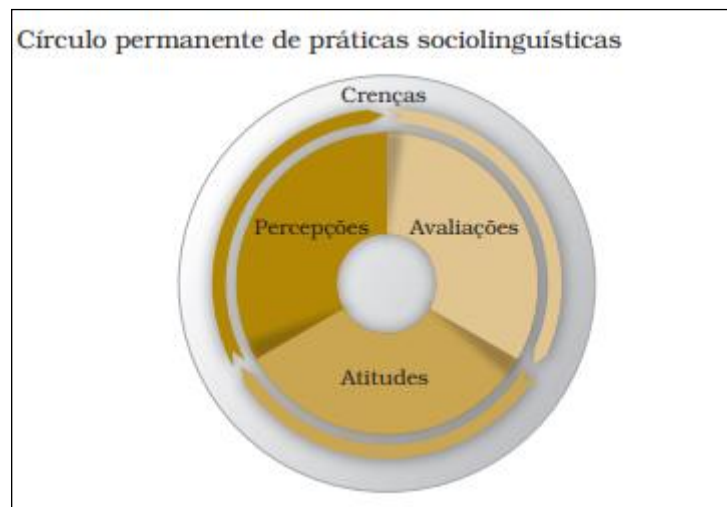 Círculo permanente de práticas sociolinguísticas
Crenças
Percepções
Avaliações
Atitudes